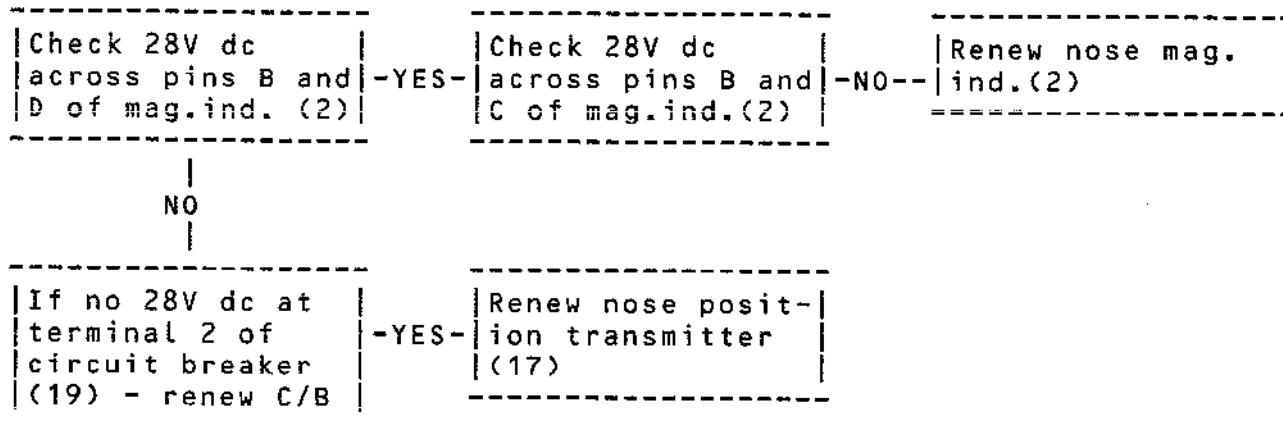 Check 28V dc
across pins B and
D of mag.ind. (2)
-YES-
Check 28V dc
across pins B and
C of mag.ind.(2)
-NO--
Renew nose mag.
ind.(2)
NO
If no 28V dc at
terminal 2 of
circuit breaker
(19) - renew C/B
-YES-
Renew nose posit-
ion transmitter
(17)